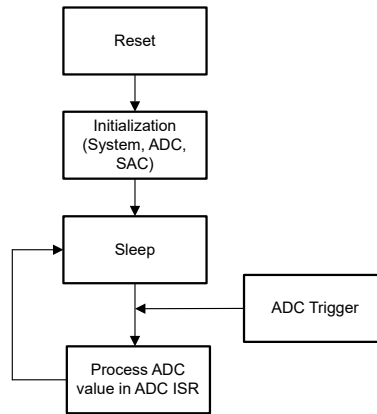 Reset
Initialization
(System, ADC,
SAC)
Sleep
ADC Trigger
Process ADC
value in ADC ISR